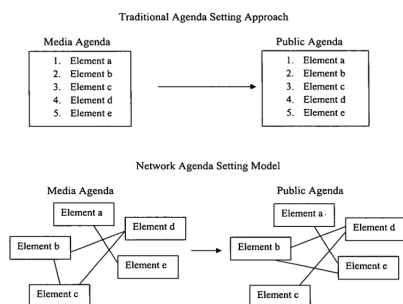 Traditional Agenda Setting Approach
Media Agenda
1. Element a
2. Element b
3. Element c
4. Element d
5. Element e
Public Agenda
1. Element a
2. Element b
3. Element c
4. Element d
5. Element e
Network Agenda Setting Model
Media Agenda
Element a
Element d
Element b
Element e
Element c
Public Agenda
Element a
Element d
Element b
Element e
Element c